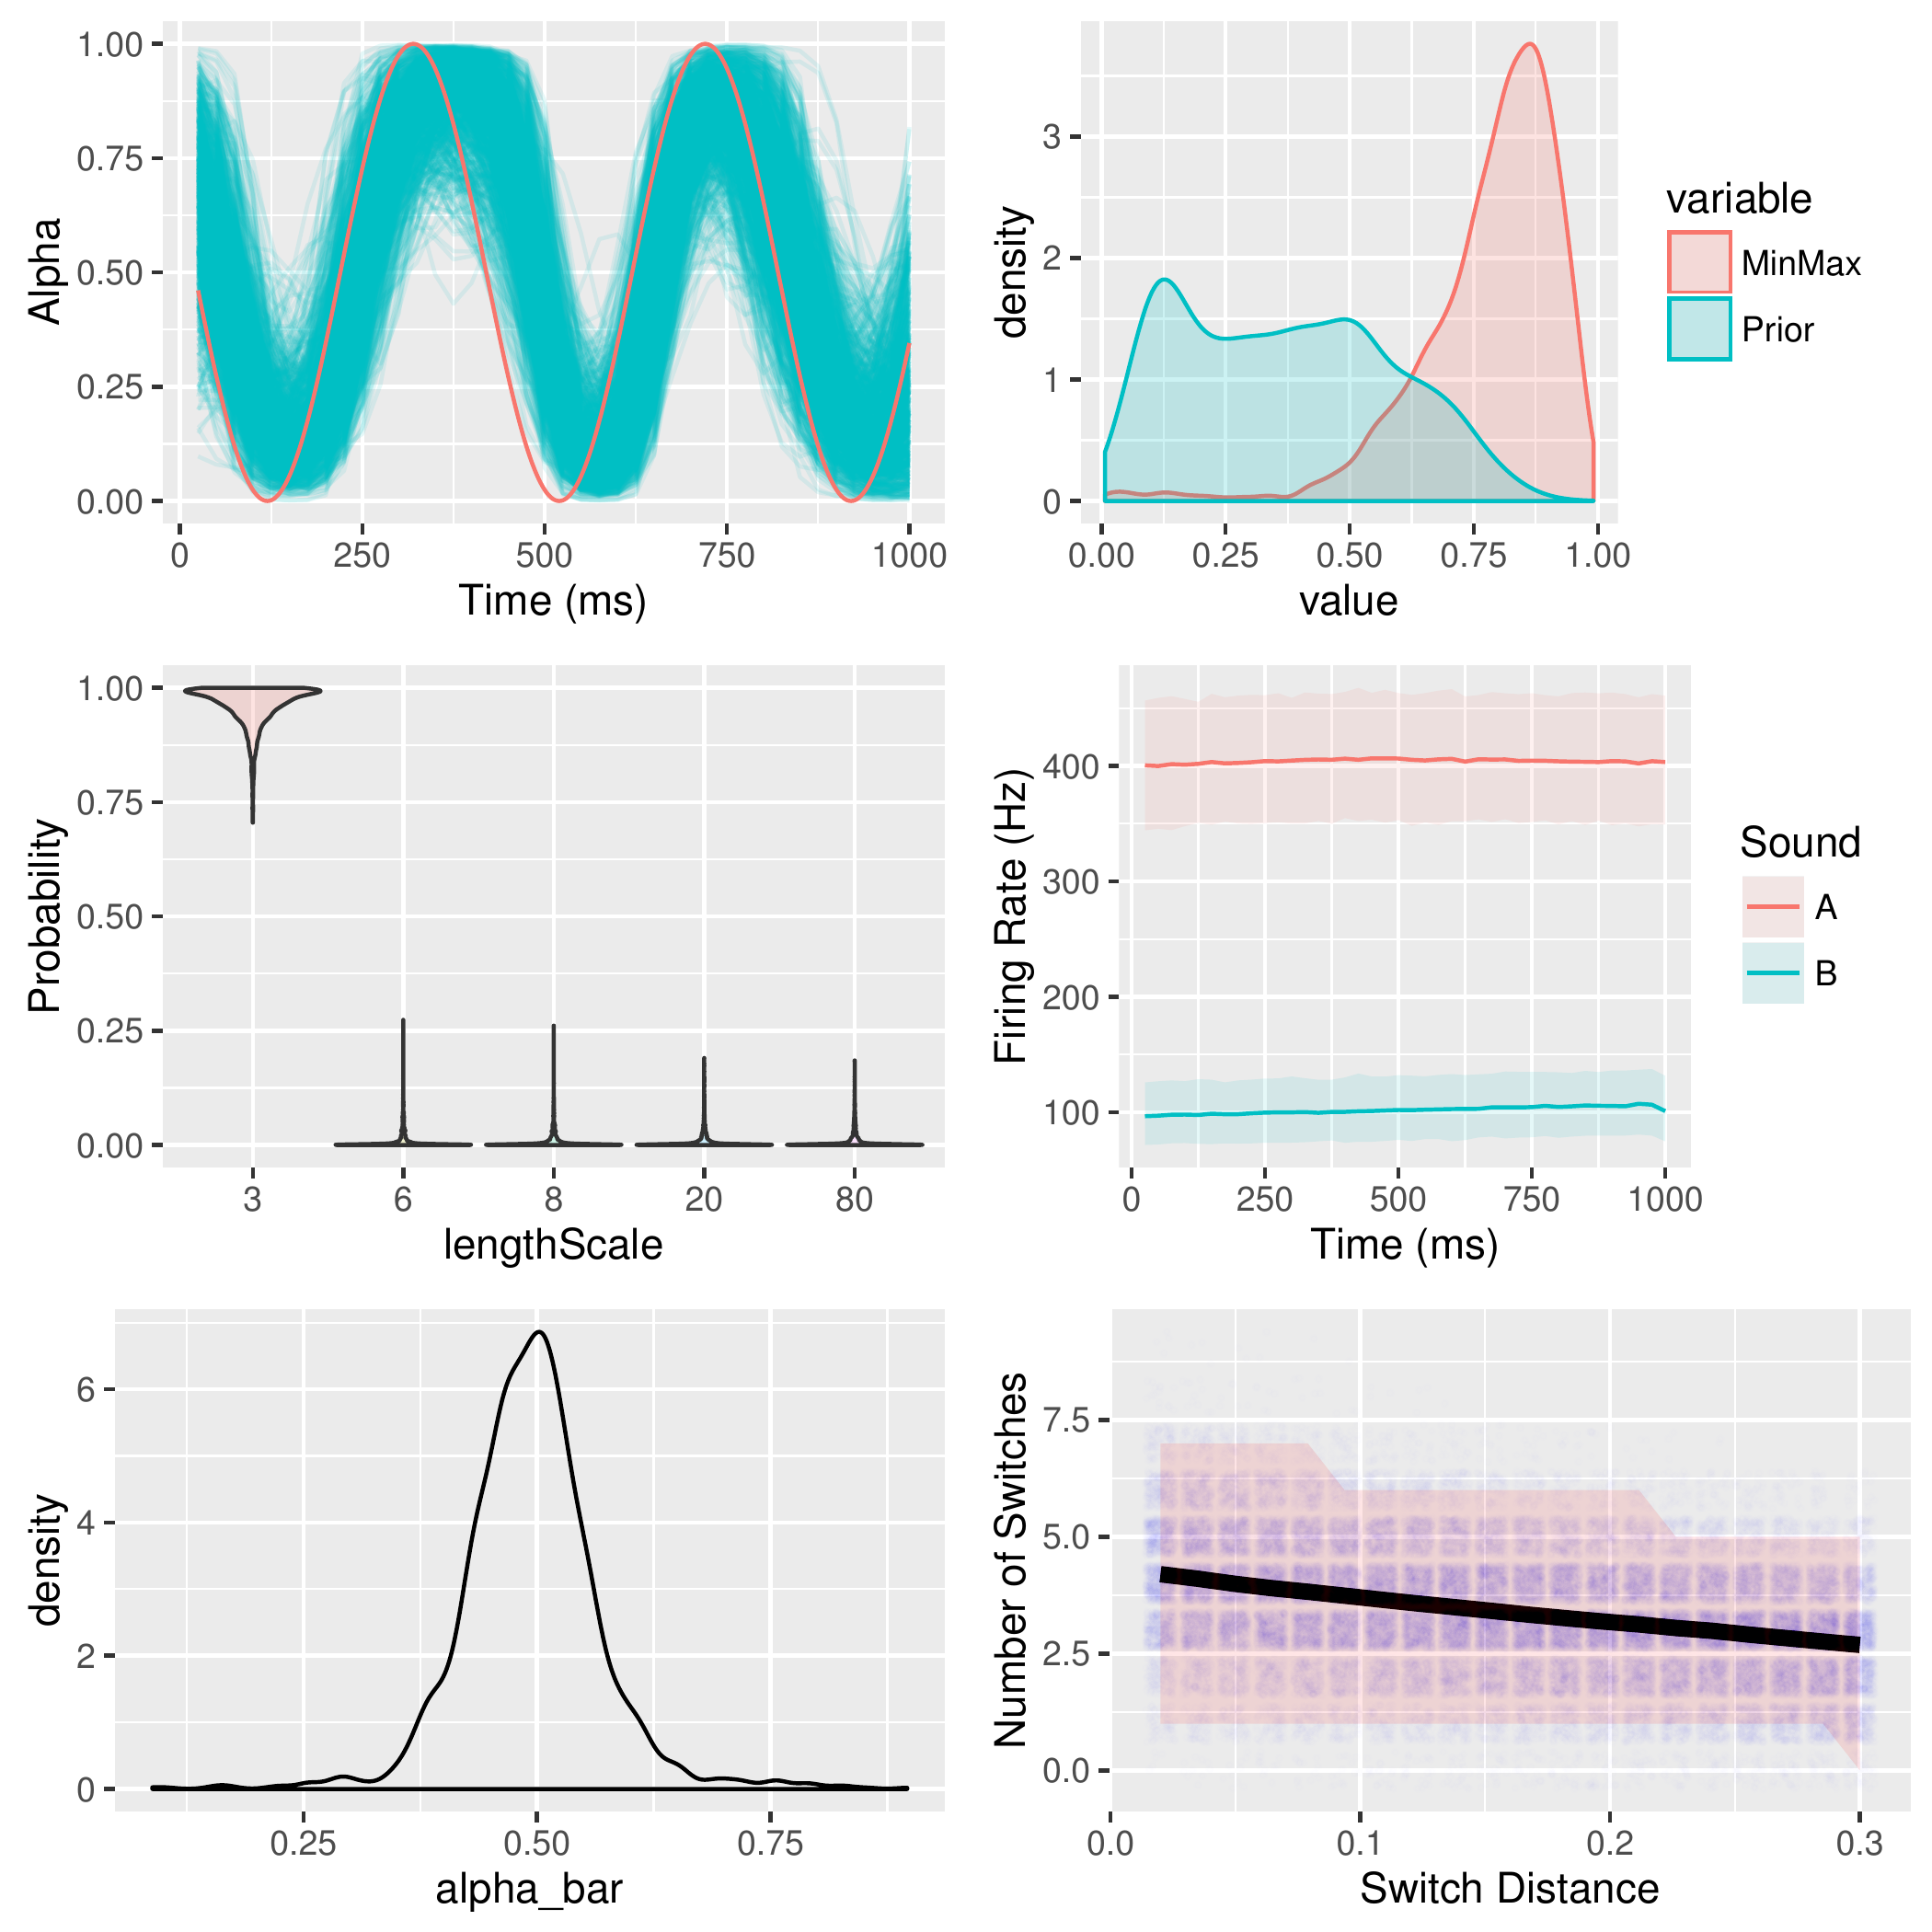 Alpha
1.00
0.75
0.50
0.25
0.00
0 250 500 750 1000
Time (ms)
density
3
2
1
0
0.00 0.25 0.50 0.75 1.00
value
variable
MinMax
Prior
Probability
1.00
0.75
0.50
0.25
0.00
3 6 8 20 80
lengthScale
Firing Rate (Hz)
400
300
200
100
0 250 500 750 1000
Time (ms)
Sound
A
B
density
6
4
2
0
0.25 0.50 0.75
alpha_bar
Number of Switches
7.5
5.0
2.5
0.0
0.0 0.1 0.2 0.3
Switch Distance